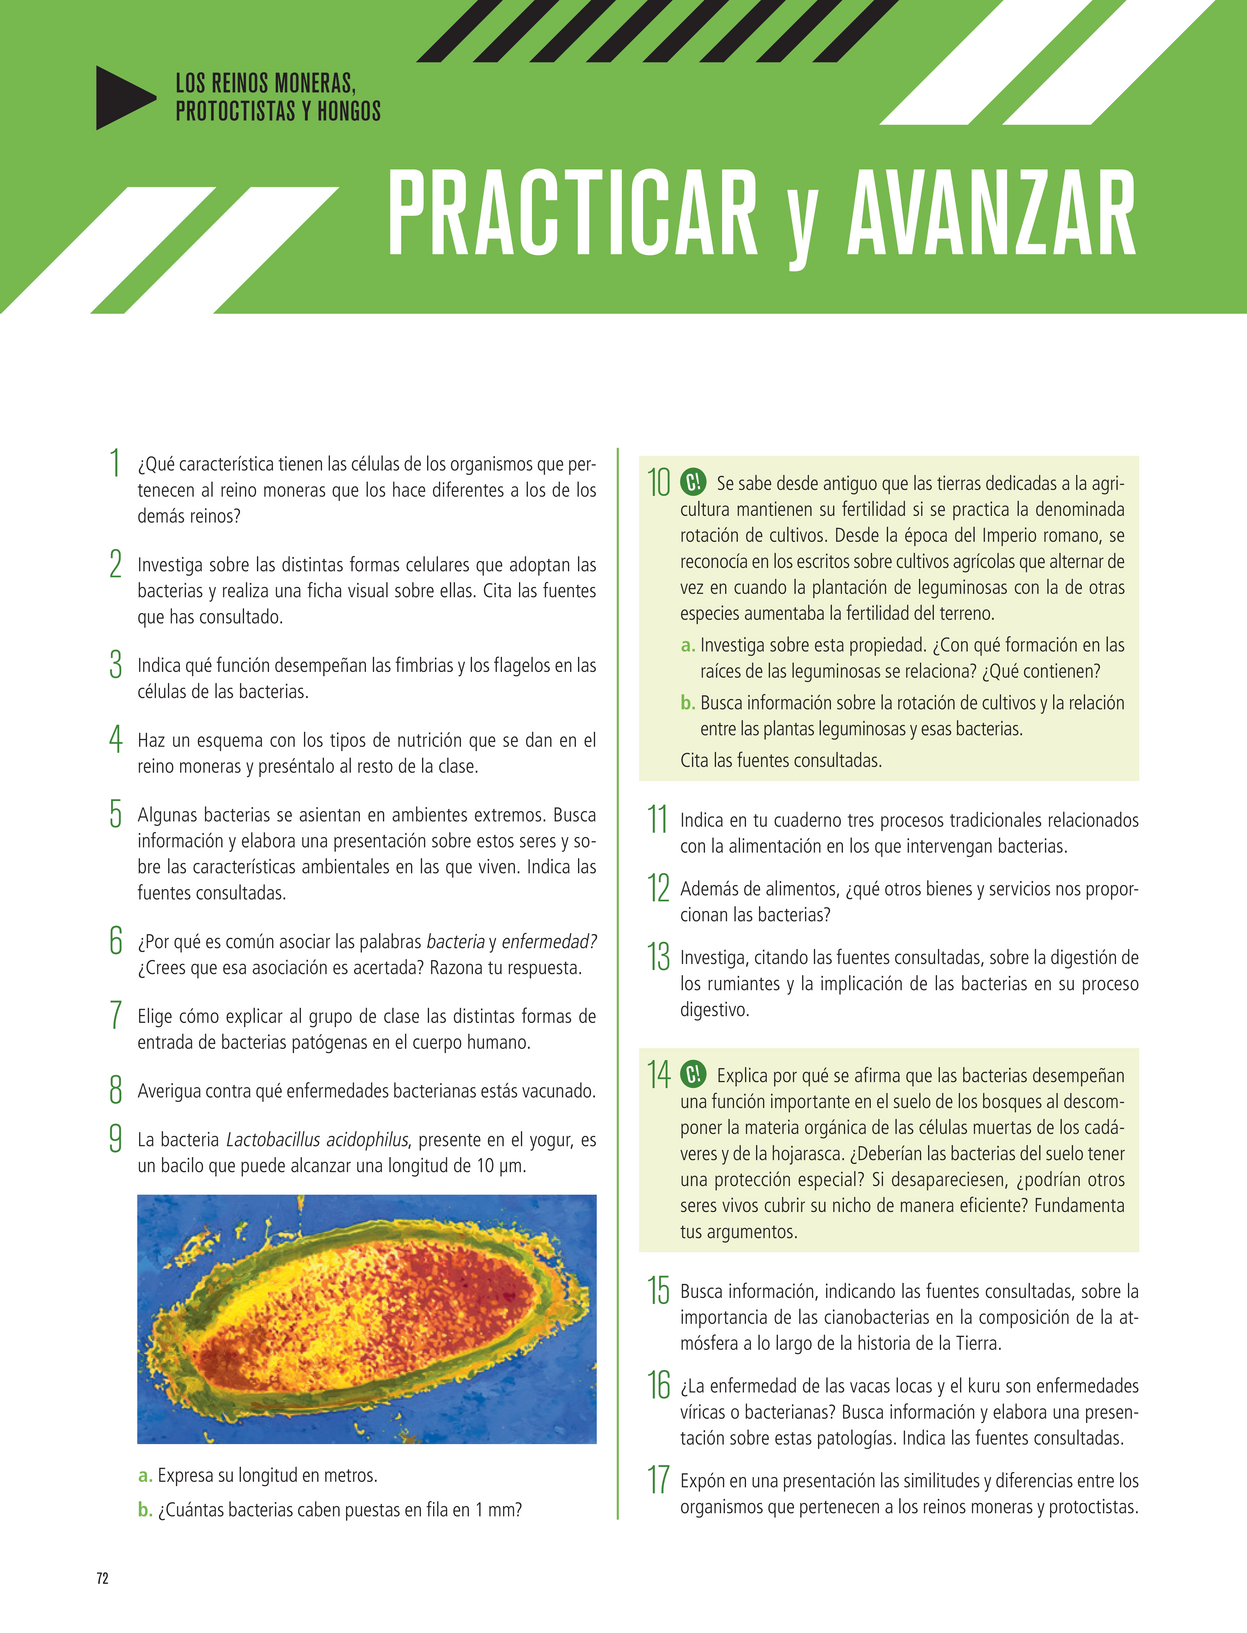 LOS REINOS MONERAS,
PROTOCTISTAS Y HONGOS
PRACTICAR y AVANZAR
1 ¿Qué característica tienen las células de los organismos que per-
tenecen al reino moneras que los hace diferentes a los de los
demás reinos?
2 Investiga sobre las distintas formas celulares que adoptan las
bacterias y realiza una ficha visual sobre ellas. Cita las fuentes
que has consultado.
3 Indica qué función desempeñan las fimbrias y los flagelos en las
células de las bacterias.
4 Haz un esquema con los tipos de nutrición que se dan en el
reino moneras y preséntalo al resto de la clase.
5 Algunas bacterias se asientan en ambientes extremos. Busca
información y elabora una presentación sobre estos seres y so-
bre las características ambientales en las que viven. Indica las
fuentes consultadas.
6 ¿Por qué es común asociar las palabras bacteria y enfermedad?
¿Crees que esa asociación es acertada? Razona tu respuesta.
7 Elige cómo explicar al grupo de clase las distintas formas de
entrada de bacterias patógenas en el cuerpo humano.
8 Averigua contra qué enfermedades bacterianas estás vacunado.
9 La bacteria Lactobacillus acidophilus, presente en el yogur, es
un bacilo que puede alcanzar una longitud de 10 µm.
a. Expresa su longitud en metros.
b. ¿Cuántas bacterias caben puestas en fila en 1 mm?
10 C! Se sabe desde antiguo que las tierras dedicadas a la agri-
cultura mantienen su fertilidad si se practica la denominada
rotación de cultivos. Desde la época del Imperio romano, se
reconocía en los escritos sobre cultivos agrícolas que alternar de
vez en cuando la plantación de leguminosas con la de otras
especies aumentaba la fertilidad del terreno.
a. Investiga sobre esta propiedad. ¿Con qué formación en las
raíces de las leguminosas se relaciona? ¿Qué contienen?
b. Busca información sobre la rotación de cultivos y la relación
entre las plantas leguminosas y esas bacterias.
Cita las fuentes consultadas.
11 Indica en tu cuaderno tres procesos tradicionales relacionados
con la alimentación en los que intervengan bacterias.
12 Además de alimentos, ¿qué otros bienes y servicios nos propor-
cionan las bacterias?
13 Investiga, citando las fuentes consultadas, sobre la digestión de
los rumiantes y la implicación de las bacterias en su proceso
digestivo.
14 C! Explica por qué se afirma que las bacterias desempeñan
una función importante en el suelo de los bosques al descom-
poner la materia orgánica de las células muertas de los cadá-
veres y de la hojarasca. ¿Deberían las bacterias del suelo tener
una protección especial? Si desapareciesen, ¿podrían otros
seres vivos cubrir su nicho de manera eficiente? Fundamenta
tus argumentos.
15 Busca información, indicando las fuentes consultadas, sobre la
importancia de las cianobacterias en la composición de la at-
mósfera a lo largo de la historia de la Tierra.
16 ¿La enfermedad de las vacas locas y el kuru son enfermedades
víricas o bacterianas? Busca información y elabora una presen-
tación sobre estas patologías. Indica las fuentes consultadas.
17 Expón en una presentación las similitudes y diferencias entre los
organismos que pertenecen a los reinos moneras y protoctistas.
72